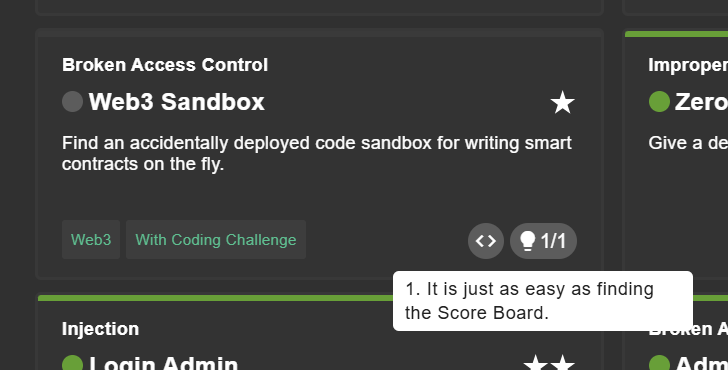 Broken Access Control
Web3 Sandbox
Find an accidentally deployed code sandbox for writing smart
contracts on the fly.
Web3
With Coding Challenge
<> 1/1
1. It is just as easy as finding
the Score Board.
Improper
Zero
Give a de
Injection
Login Admin
Broken A
Adm